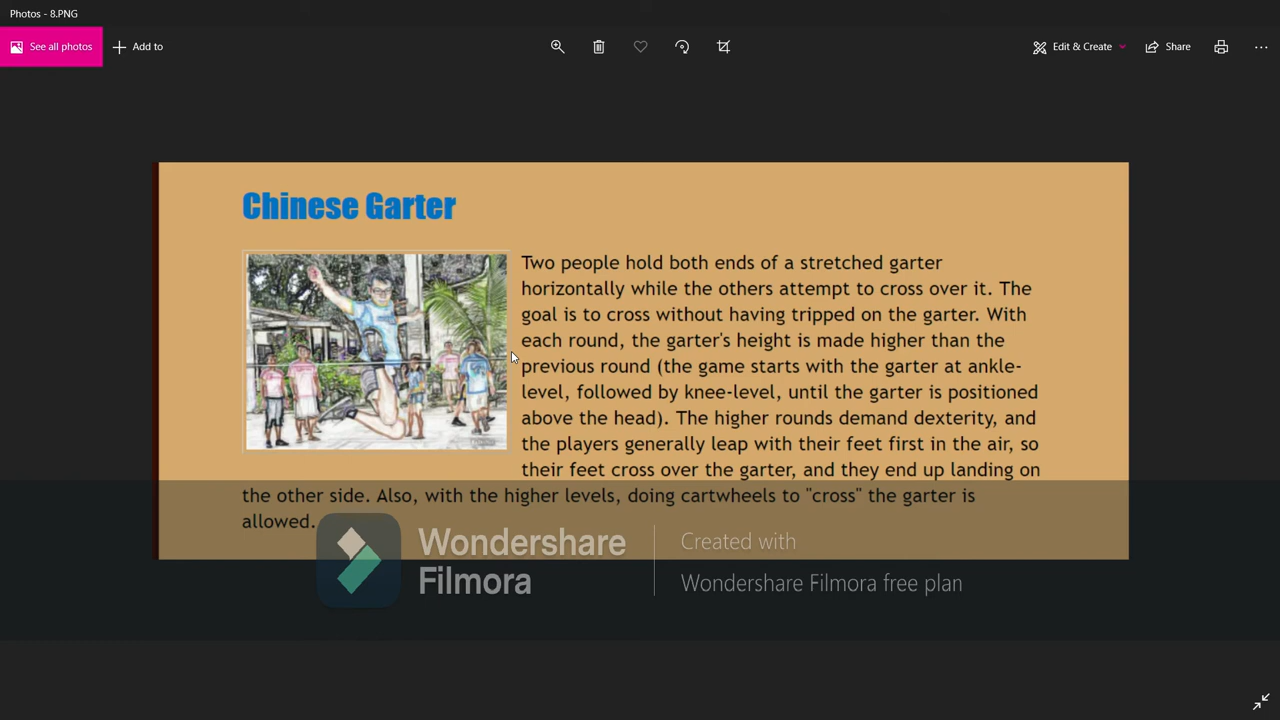 Photos - 8.PNG
See all photos
Add to
Edit & Create
Share
Chinese Garter
Two people hold both ends of a stretched garter
horizontally while the others attempt to cross over it. The
goal is to cross without having tripped on the garter. With
each round, the garter's height is made higher than the
previous round (the game starts with the garter at ankle-
level, followed by knee-level, until the garter is positioned
above the head). The higher rounds demand dexterity, and
the players generally leap with their feet first in the air, so
their feet cross over the garter, and they end up landing on
the other side. Also, with the higher levels, doing cartwheels to "cross" the garter is
allowed.
Wondershare
Filmora
Created with
Wondershare Filmora free plan